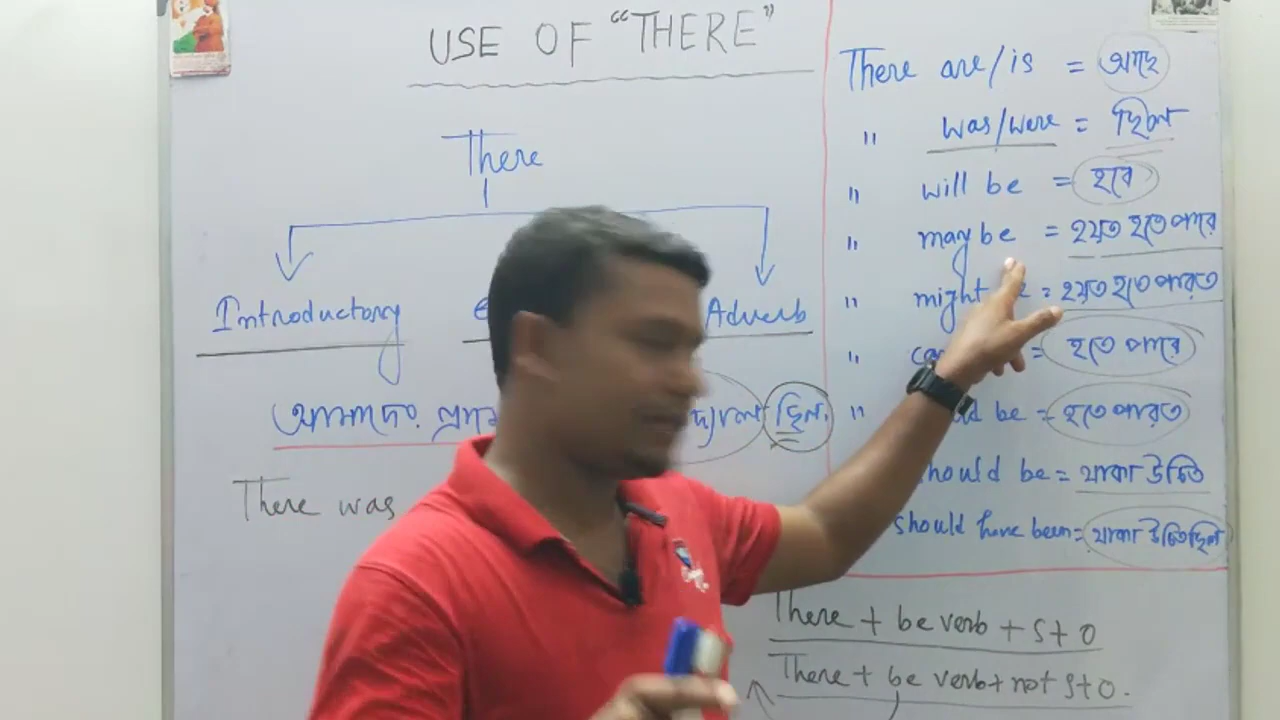 USE OF "THERE"
There
Introductory
Adverb
আমাদের ছিল.
There was
There are/is = আছে
" was/were = ছিল
" will be = হবে
" may be = হয়ত হতে পারে
" might = হয়ত হতে পারত
" = হতে পারে
" be = হতে পারত
should be = থাকা উচিত
should have been = থাকা উচিত ছিল
There + be verb + S + O
There + be verb + not S + O.